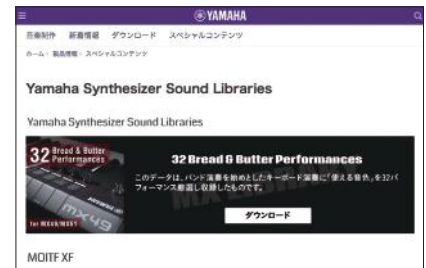 YAMAHA
音楽制作 新着情報 ダウンロード スペシャルコンテンツ
ホーム › 製品情報 › スペシャルコンテンツ
Yamaha Synthesizer Sound Libraries
Yamaha Synthesizer Sound Libraries
32 Bread & Butter Performances
for MX49/MX61
MX49
32 Bread & Butter Performances
このデータは、バンド演奏を始めとしたキーボード演奏に「使える音色」を32パ
フォーマンス厳選し収録したものです。
ダウンロード
MOITF XF